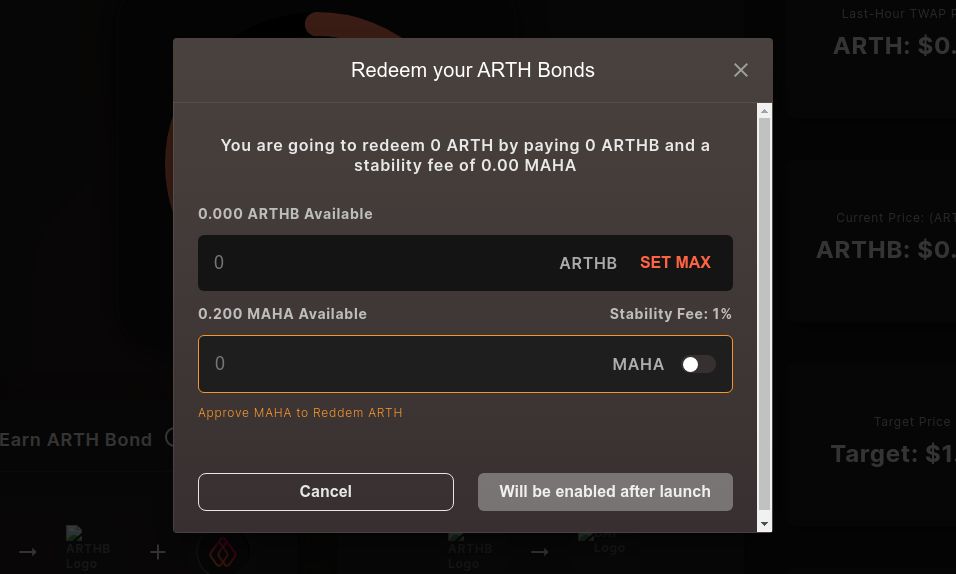 Last-Hour TWAP
ARTH: $0.
Redeem your ARTH Bonds
You are going to redeem 0 ARTH by paying 0 ARTHB and a
stability fee of 0.00 MAHA
0.000 ARTHB Available
Current Price: (ART
0 ARTHB SET MAX
ARTHB: $0.
0.200 MAHA Available Stability Fee: 1%
0 MAHA
Approve MAHA to Reddem ARTH
Target Price
Earn ARTH Bond
Target: $1.
Cancel Will be enabled after launch
ARTHB
Logo
ARTHB
Logo
Logo